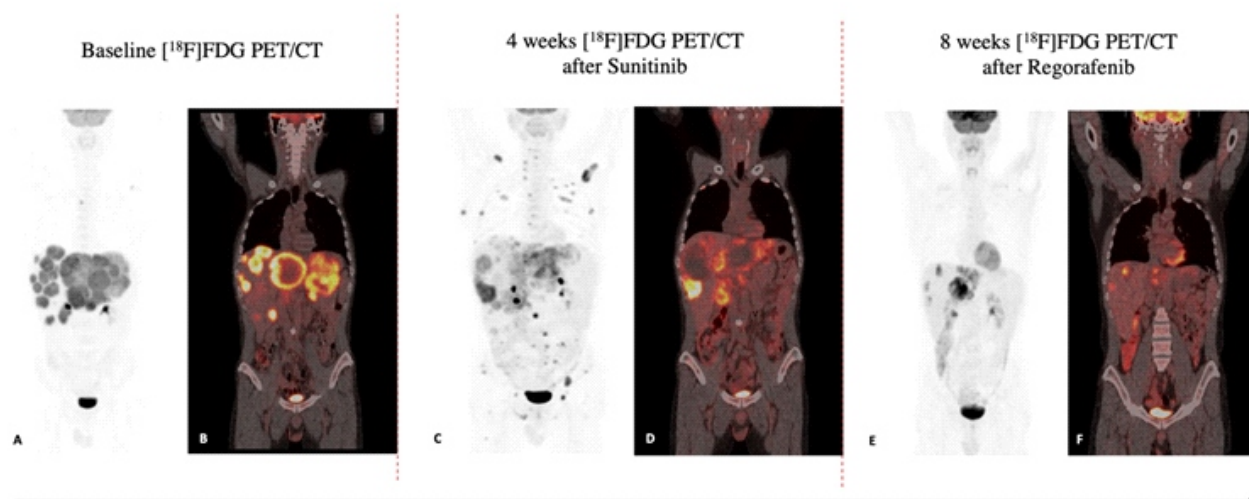 Baseline [¹⁸F]FDG PET/CT
4 weeks [¹⁸F]FDG PET/CT
after Sunitinib
8 weeks [¹⁸F]FDG PET/CT
after Regorafenib
A
B
C
D
E
F